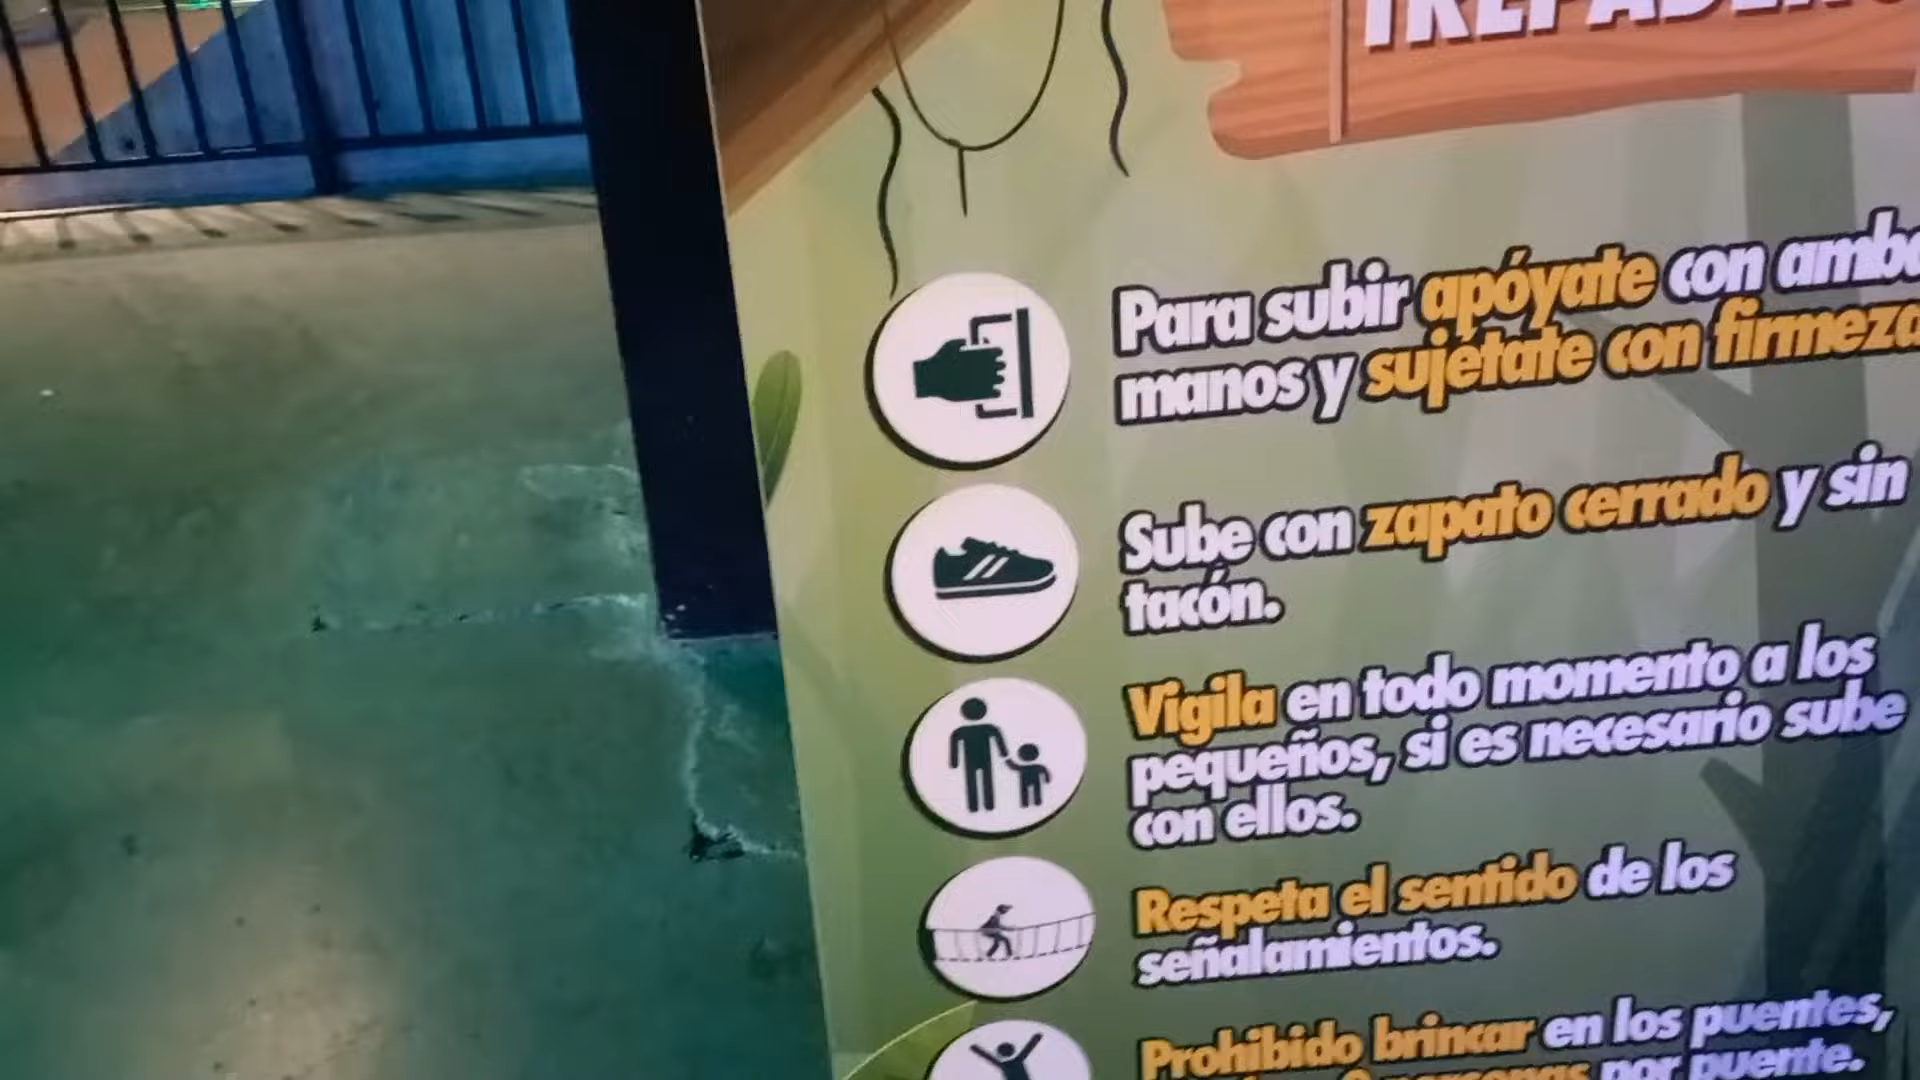 Para subir apóyate con
manos y sujétate con firmeza
Sube con zapato cerrado y sin
tacón.
Vigila en todo momento a los
pequeños, si es necesario sube
con ellos.
Respeta el sentido de los
señalamientos.
Prohibido brincar en los puentes,
personas por puente.